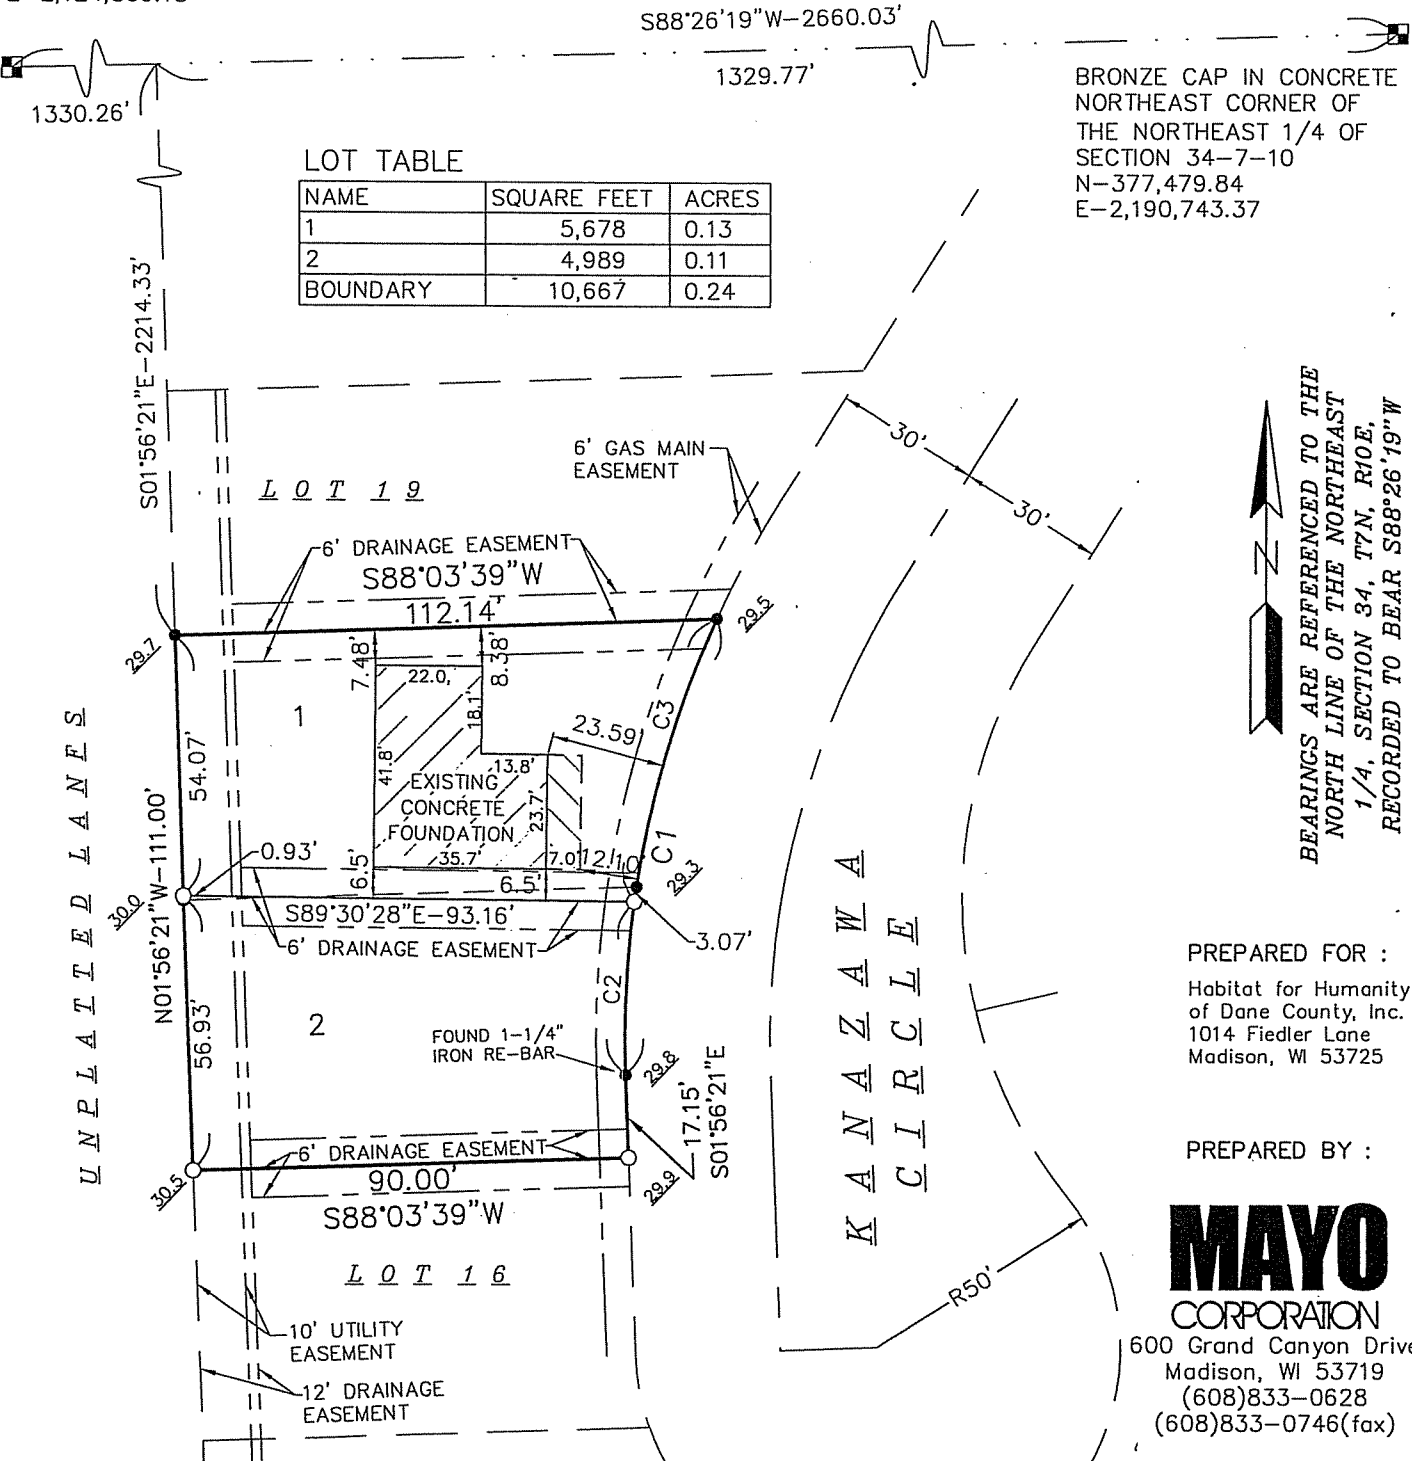 S88°26'19"W-2660.03'
1330.26'
1329.77'
BRONZE CAP IN CONCRETE
NORTHEAST CORNER OF
THE NORTHEAST 1/4 OF
SECTION 34-7-10
N-377,479.84
E-2,190,743.37
LOT TABLE
NAME SQUARE FEET ACRES
1 5,678 0.13
2 4,989 0.11
BOUNDARY 10,667 0.24
S01°56'21"E-2214.33'
LOT 19
6' GAS MAIN
EASEMENT
30'
30'
BEARINGS ARE REFERENCED TO THE
NORTH LINE OF THE NORTHEAST
1/4, SECTION 34, T7N, R10E,
RECORDED TO BEAR S88°26'19"W
N
6' DRAINAGE EASEMENT
S88°03'39"W
112.14'
29.7
29.5
7.48'
8.38'
22.0,
18.1'
1
54.07'
41.8'
EXISTING
CONCRETE
FOUNDATION
13.8'
23.7'
23.59'
C3
C1
35.7'
7.0'
12.10
6.5'
6.5'
0.93'
29.3
30.0
S89°30'28"E-93.16'
6' DRAINAGE EASEMENT
3.07'
N01°56'21"W-111.00'
UNPLATTED LANES
56.93'
2
C2
FOUND 1-1/4"
IRON RE-BAR
29.8
17.15'
S01°56'21"E
6' DRAINAGE EASEMENT
90.00'
S88°03'39"W
30.5
29.9
LOT 16
KANAZAWA
CIRCLE
R50'
10' UTILITY
EASEMENT
12' DRAINAGE
EASEMENT
PREPARED FOR :
Habitat for Humanity
of Dane County, Inc.
1014 Fiedler Lane
Madison, WI 53725
PREPARED BY :
MAYO
CORPORATION
600 Grand Canyon Drive
Madison, WI 53719
(608)833-0628
(608)833-0746(fax)